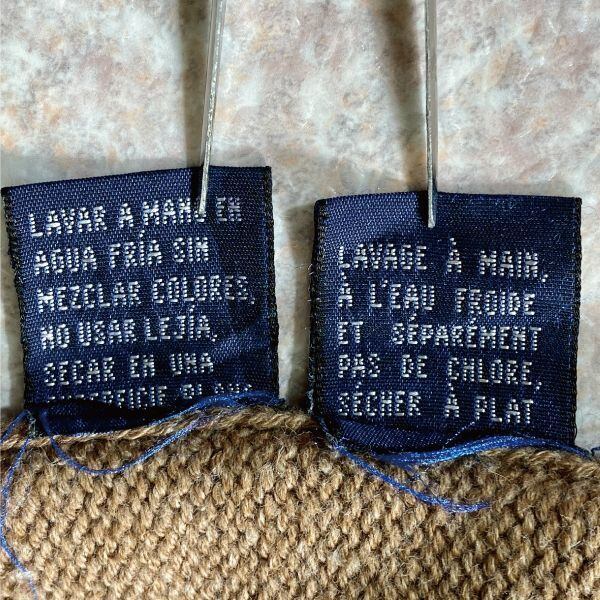 LAVAR A MANO EN
AGUA FRÍA SIN
MEZCLAR COLORES,
NO USAR LEJÍA,
SECAR EN UNA
LAVAGE À MAIN,
À L'EAU FROIDE
ET SÉPARÉMENT
PAS DE CHLORE,
SÉCHER À PLAT